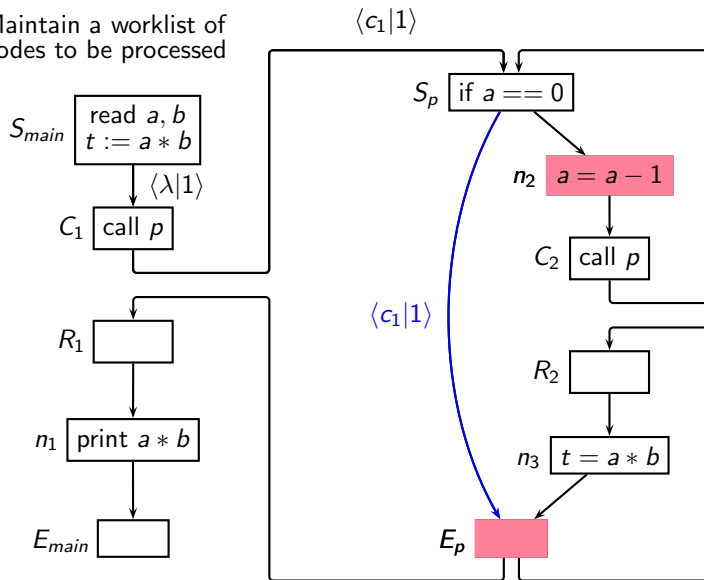 Maintain a worklist of
nodes to be processed
⟨c₁|1⟩
S_p if a == 0
S_main read a, b
t := a ∗ b
⟨λ|1⟩
n₂ a = a − 1
C₁ call p
C₂ call p
⟨c₁|1⟩
R₁
R₂
n₁ print a ∗ b
n₃ t = a ∗ b
E_main
E_p